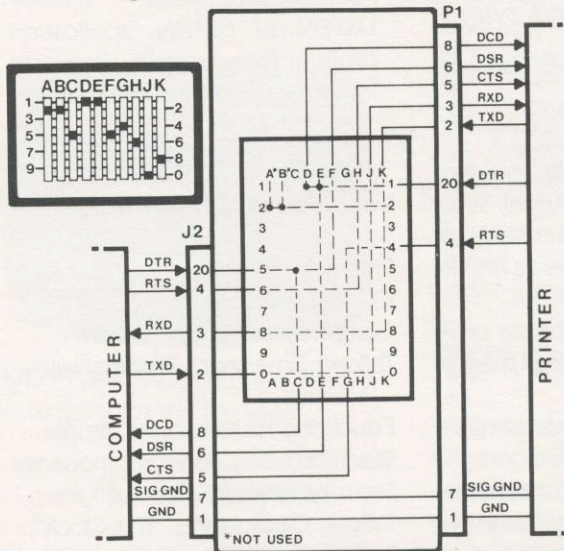 P1
8 DCD
6 DSR
5 CTS
3 RXD
2 TXD
20 DTR
4 RTS
PRINTER
7 SIG GND
1 GND
ABCDEFGHJK
1
2
3
4
5
6
7
8
9
0
A* B* C D E F G H J K
1 1
2 2
3 3
4 4
5 5
6 6
7 7
8 8
9 9
0 0
A B C D E F G H J K
J2
COMPUTER
DTR 20
RTS 4
RXD 3
TXD 2
DCD 8
DSR 6
CTS 5
SIG GND 7
GND 1
*NOT USED